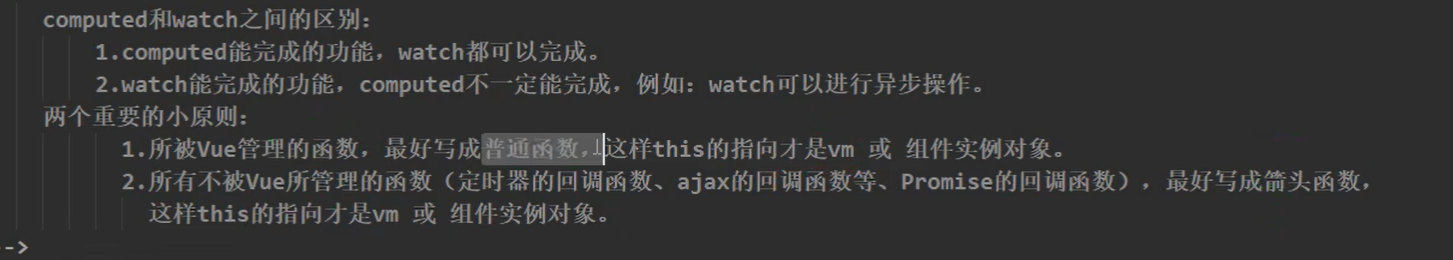 computed和watch之间的区别：
1.computed能完成的功能，watch都可以完成。
2.watch能完成的功能，computed不一定能完成，例如：watch可以进行异步操作。
两个重要的小原则：
1.所被Vue管理的函数，最好写成普通函数，这样this的指向才是vm 或 组件实例对象。
2.所有不被Vue所管理的函数（定时器的回调函数、ajax的回调函数等、Promise的回调函数），最好写成箭头函数，
这样this的指向才是vm 或 组件实例对象。
-->